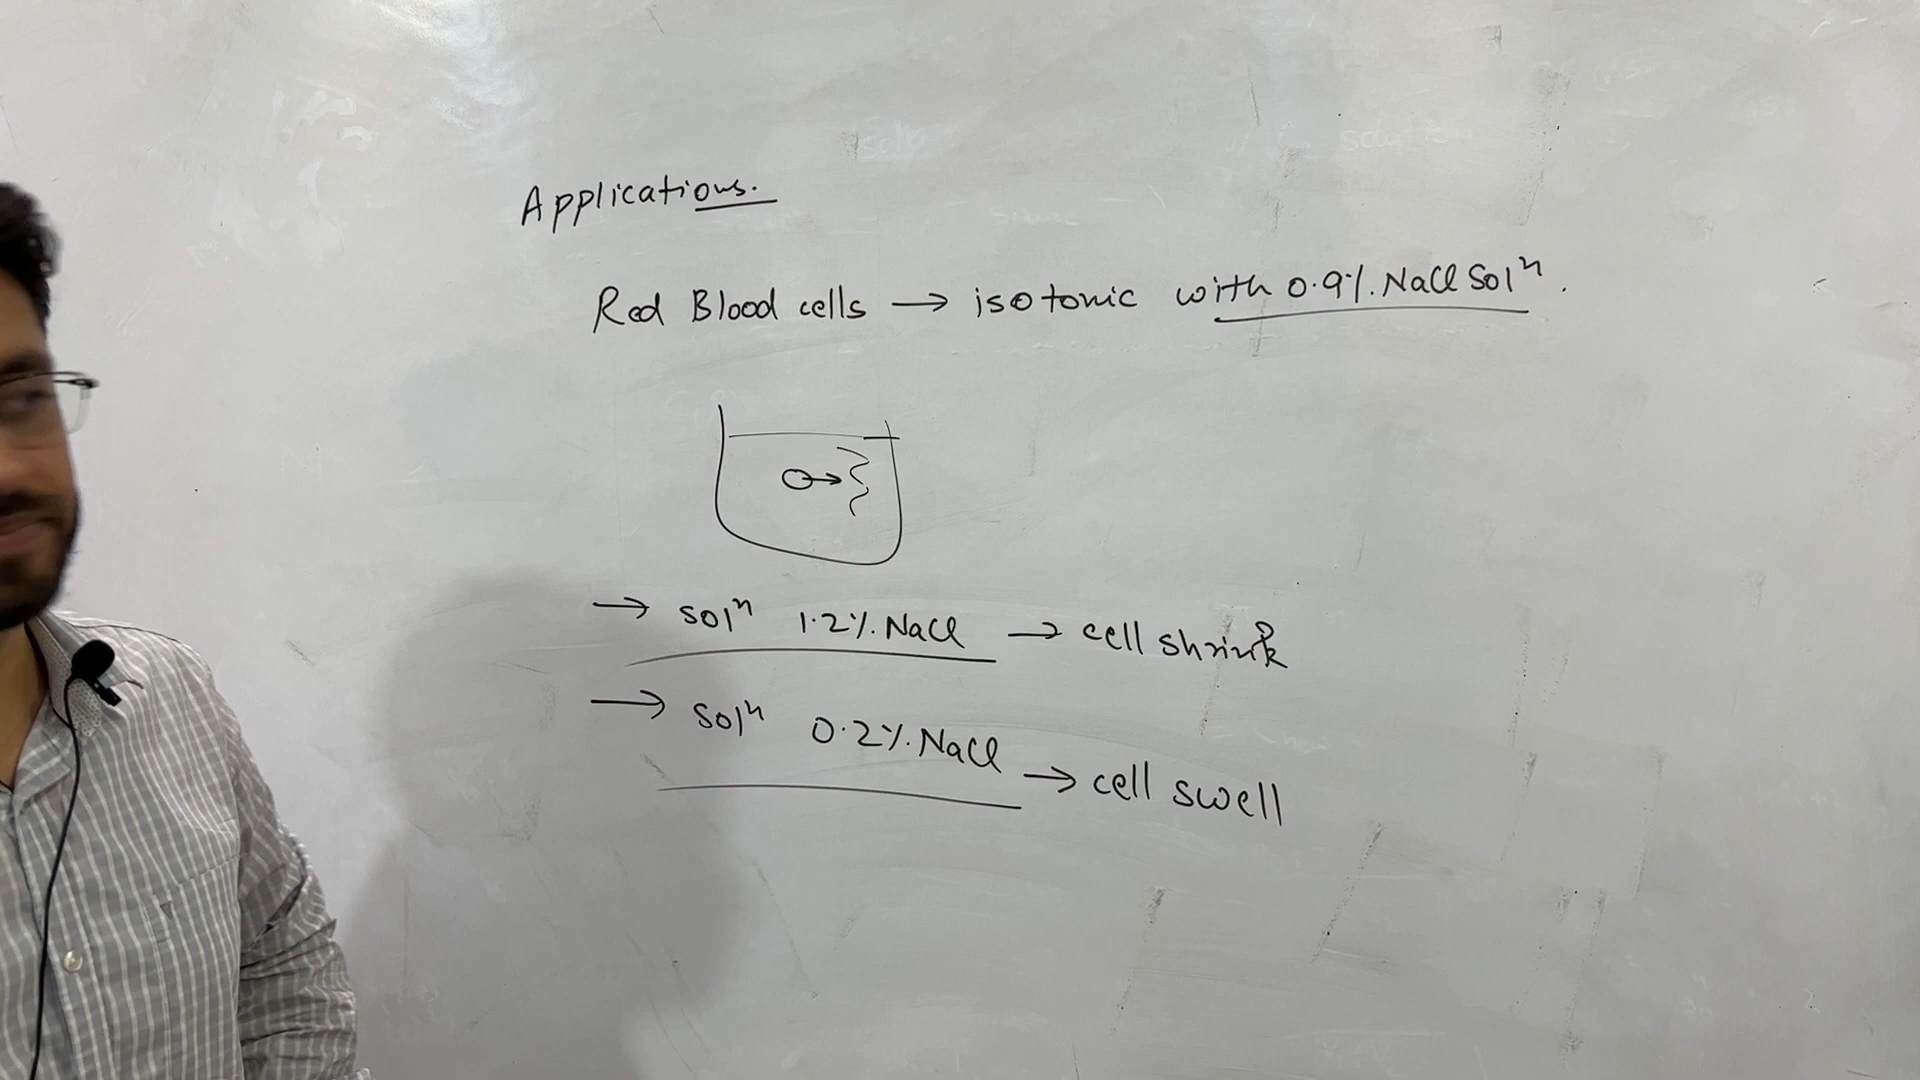 Applications.
Red Blood cells → isotonic with 0.9% NaCl Solⁿ.
→ solⁿ 1.2% NaCl → cell shrink
→ solⁿ 0.2% NaCl → cell swell